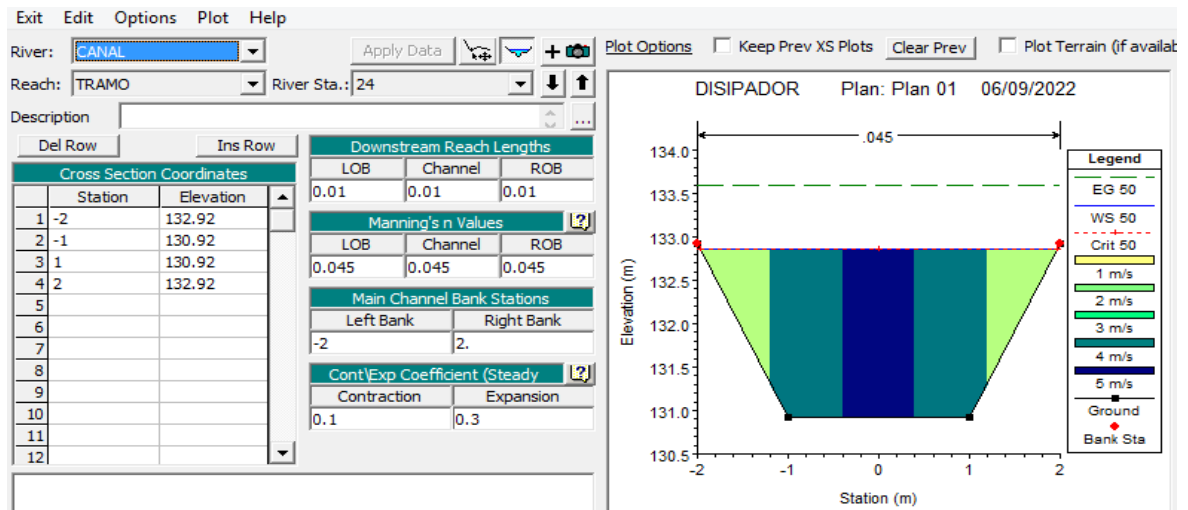 Exit Edit Options Plot Help
River: CANAL Apply Data + Plot Options Keep Prev XS Plots Clear Prev Plot Terrain (if availab
Reach: TRAMO River Sta.: 24
Description ...
Del Row Ins Row
Cross Section Coordinates
Station Elevation
1 -2 132.92
2 -1 130.92
3 1 130.92
4 2 132.92
5
6
7
8
9
10
11
12
Downstream Reach Lengths
LOB Channel ROB
0.01 0.01 0.01
Manning's n Values
LOB Channel ROB
0.045 0.045 0.045
Main Channel Bank Stations
Left Bank Right Bank
-2 2.
Cont\Exp Coefficient (Steady
Contraction Expansion
0.1 0.3
DISIPADOR Plan: Plan 01 06/09/2022
.045
134.0
133.5
133.0
132.5
132.0
131.5
131.0
130.5
Elevation (m)
-2 -1 0 1 2
Station (m)
Legend
EG 50
WS 50
Crit 50
1 m/s
2 m/s
3 m/s
4 m/s
5 m/s
Ground
Bank Sta